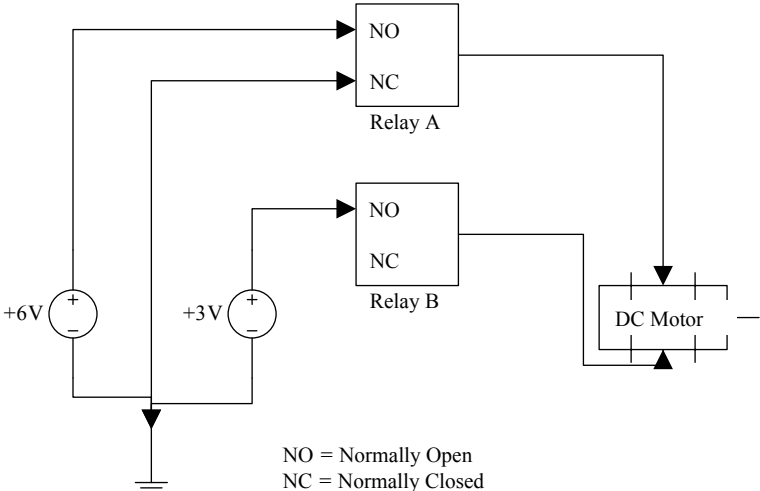 NO
NC
Relay A
NO
NC
Relay B
+6V
+
−
+3V
+
−
DC Motor
NO = Normally Open
NC = Normally Closed